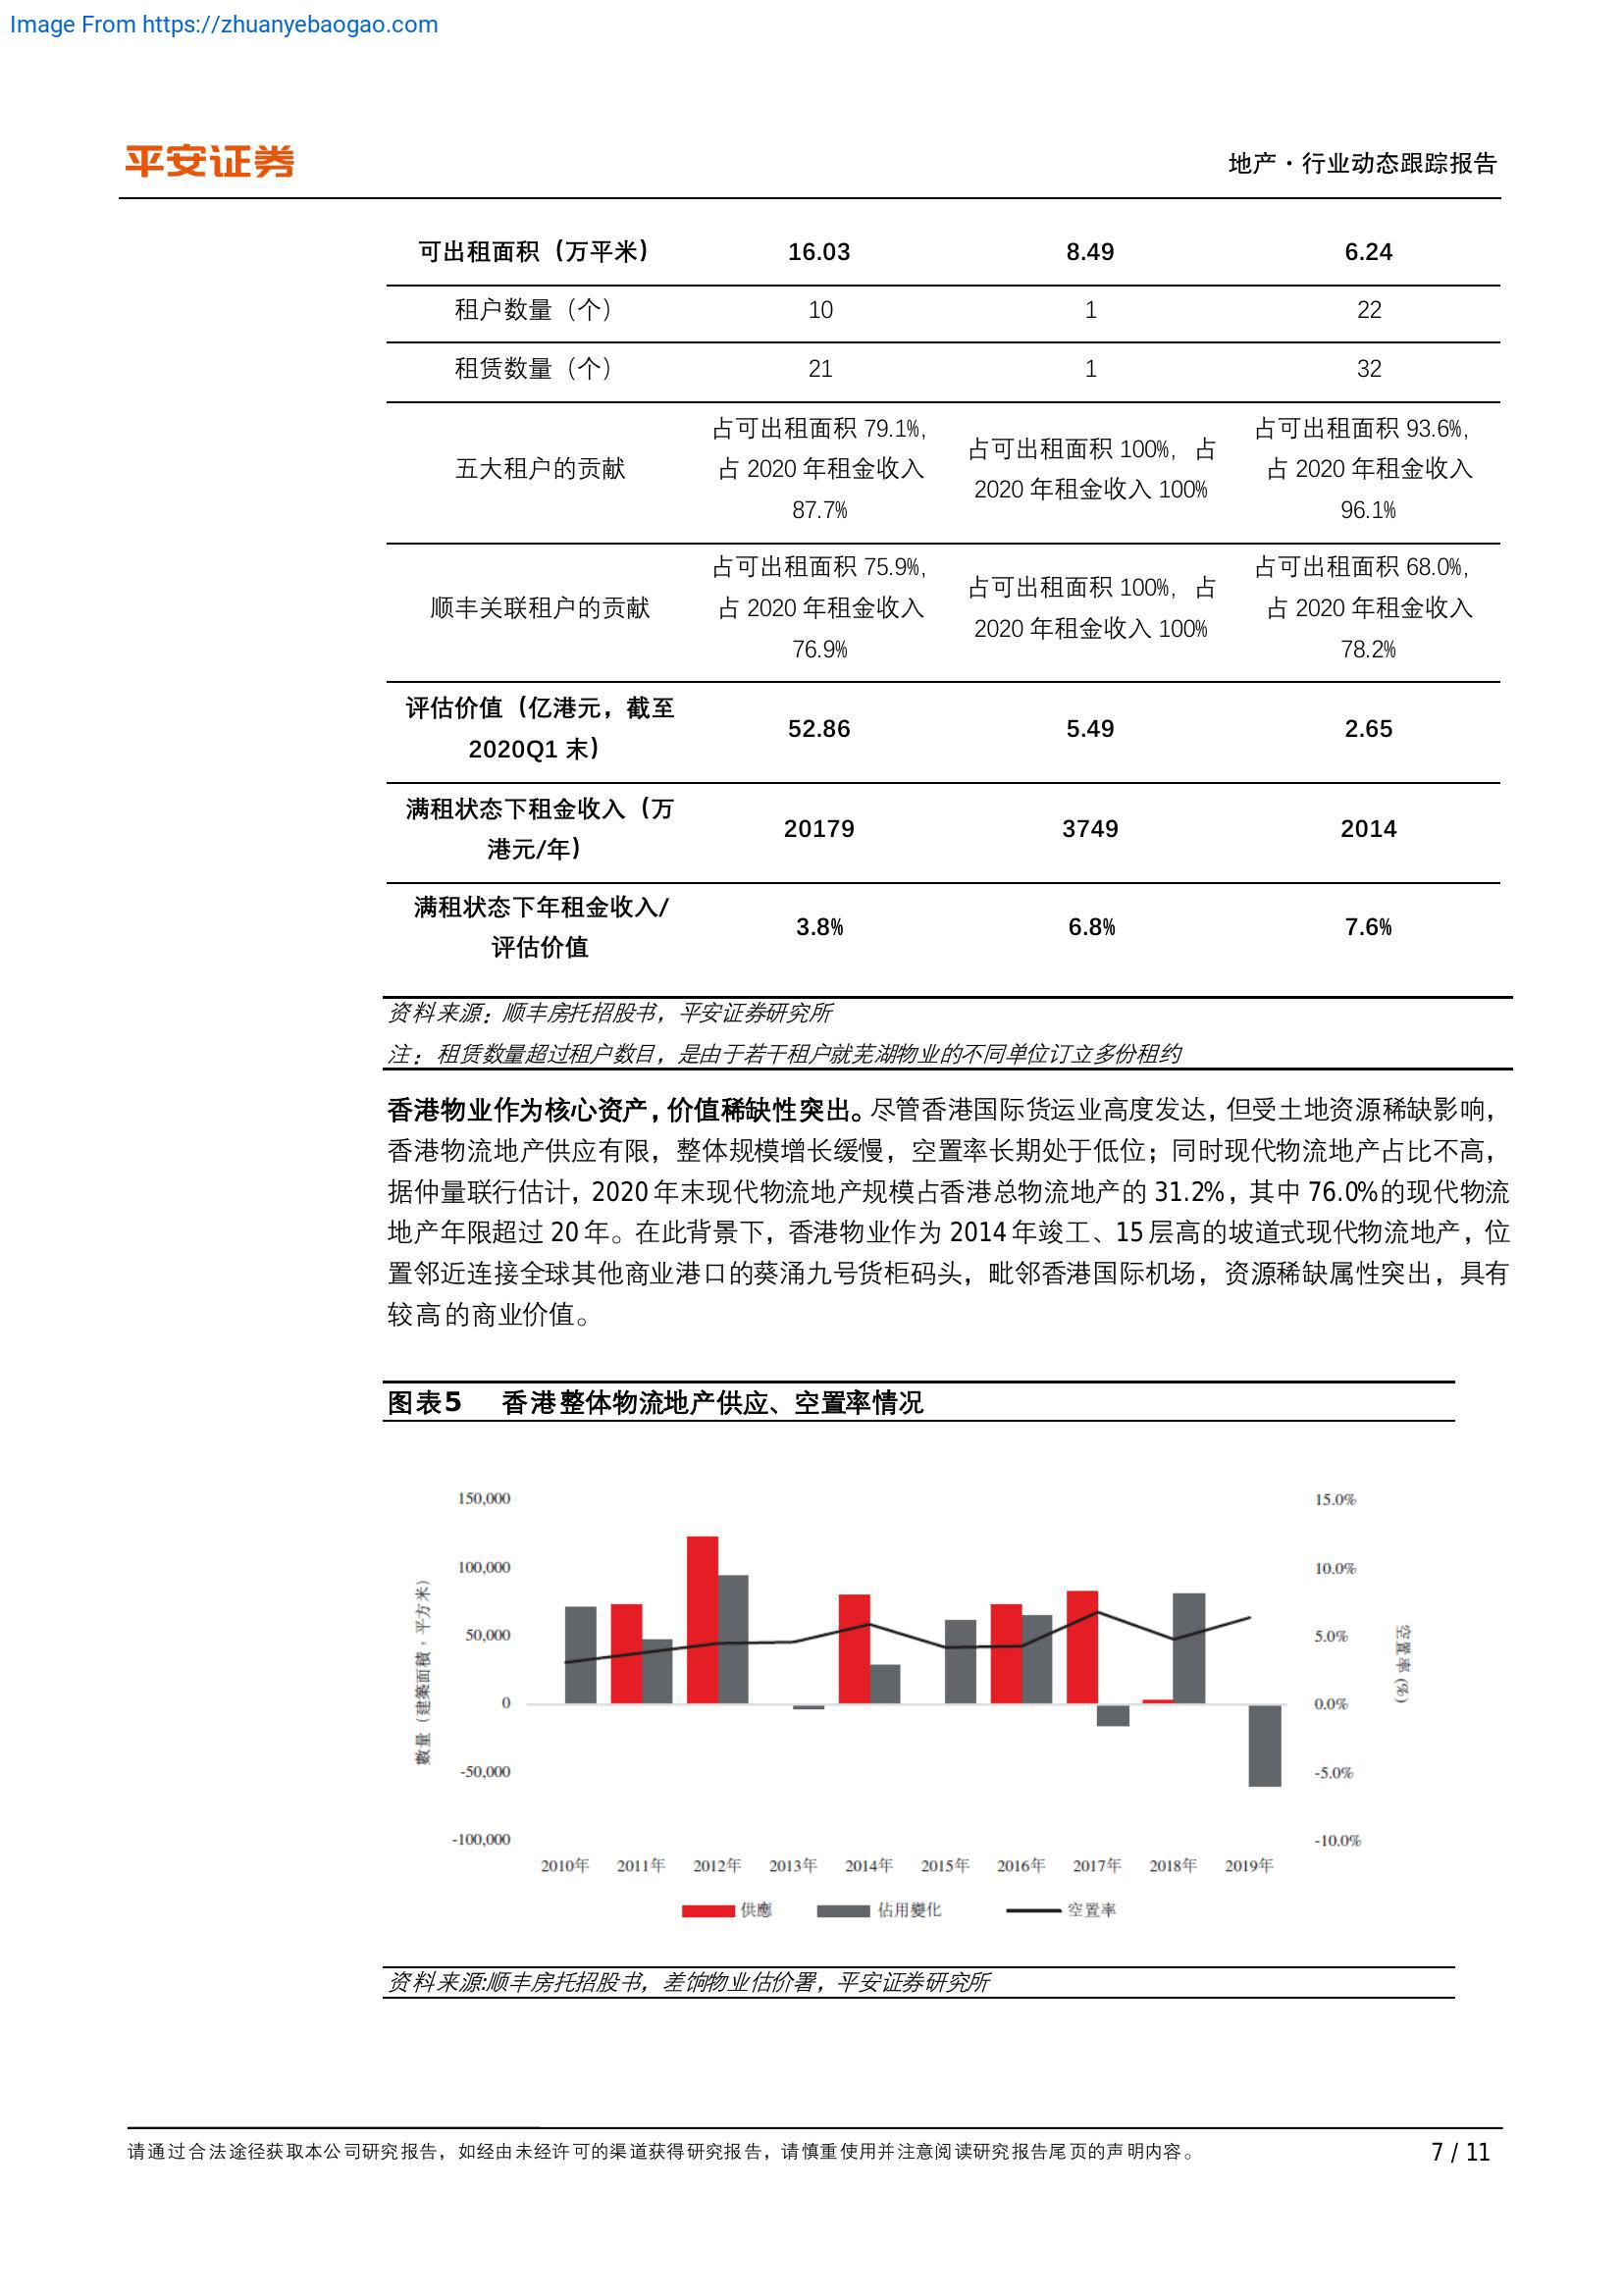 Image From https://zhuanyebaogao.com
平安证券
地产·行业动态跟踪报告
可出租面积（万平米） 16.03 8.49 6.24
租户数量（个） 10 1 22
租赁数量（个） 21 1 32
五大租户的贡献 占可出租面积 79.1%，占 2020 年租金收入 87.7% 占可出租面积 100%，占 2020 年租金收入 100% 占可出租面积 93.6%，占 2020 年租金收入 96.1%
顺丰关联租户的贡献 占可出租面积 75.9%，占 2020 年租金收入 76.9% 占可出租面积 100%，占 2020 年租金收入 100% 占可出租面积 68.0%，占 2020 年租金收入 78.2%
评估价值（亿港元，截至 2020Q1 末） 52.86 5.49 2.65
满租状态下租金收入（万港元/年） 20179 3749 2014
满租状态下年租金收入/评估价值 3.8% 6.8% 7.6%
资料来源：顺丰房托招股书，平安证券研究所
注：租赁数量超过租户数目，是由于若干租户就芜湖物业的不同单位订立多份租约
香港物业作为核心资产，价值稀缺性突出。尽管香港国际货运业高度发达，但受土地资源稀缺影响，
香港物流地产供应有限，整体规模增长缓慢，空置率长期处于低位；同时现代物流地产占比不高，
据仲量联行估计，2020 年末现代物流地产规模占香港总物流地产的 31.2%，其中 76.0%的现代物流
地产年限超过 20 年。在此背景下，香港物业作为 2014 年竣工、15 层高的坡道式现代物流地产，位
置邻近连接全球其他商业港口的葵涌九号货柜码头，毗邻香港国际机场，资源稀缺属性突出，具有
较高的商业价值。
图表5 香港整体物流地产供应、空置率情况
數量（建築面積，平方米）
150,000
100,000
50,000
0
-50,000
-100,000
15.0%
10.0%
5.0%
0.0%
-5.0%
-10.0%
空置率 (%)
2010年 2011年 2012年 2013年 2014年 2015年 2016年 2017年 2018年 2019年
供應 佔用變化 空置率
资料来源:顺丰房托招股书，差饷物业估价署，平安证券研究所
请通过合法途径获取本公司研究报告，如经由未经许可的渠道获得研究报告，请慎重使用并注意阅读研究报告尾页的声明内容。
7 / 11